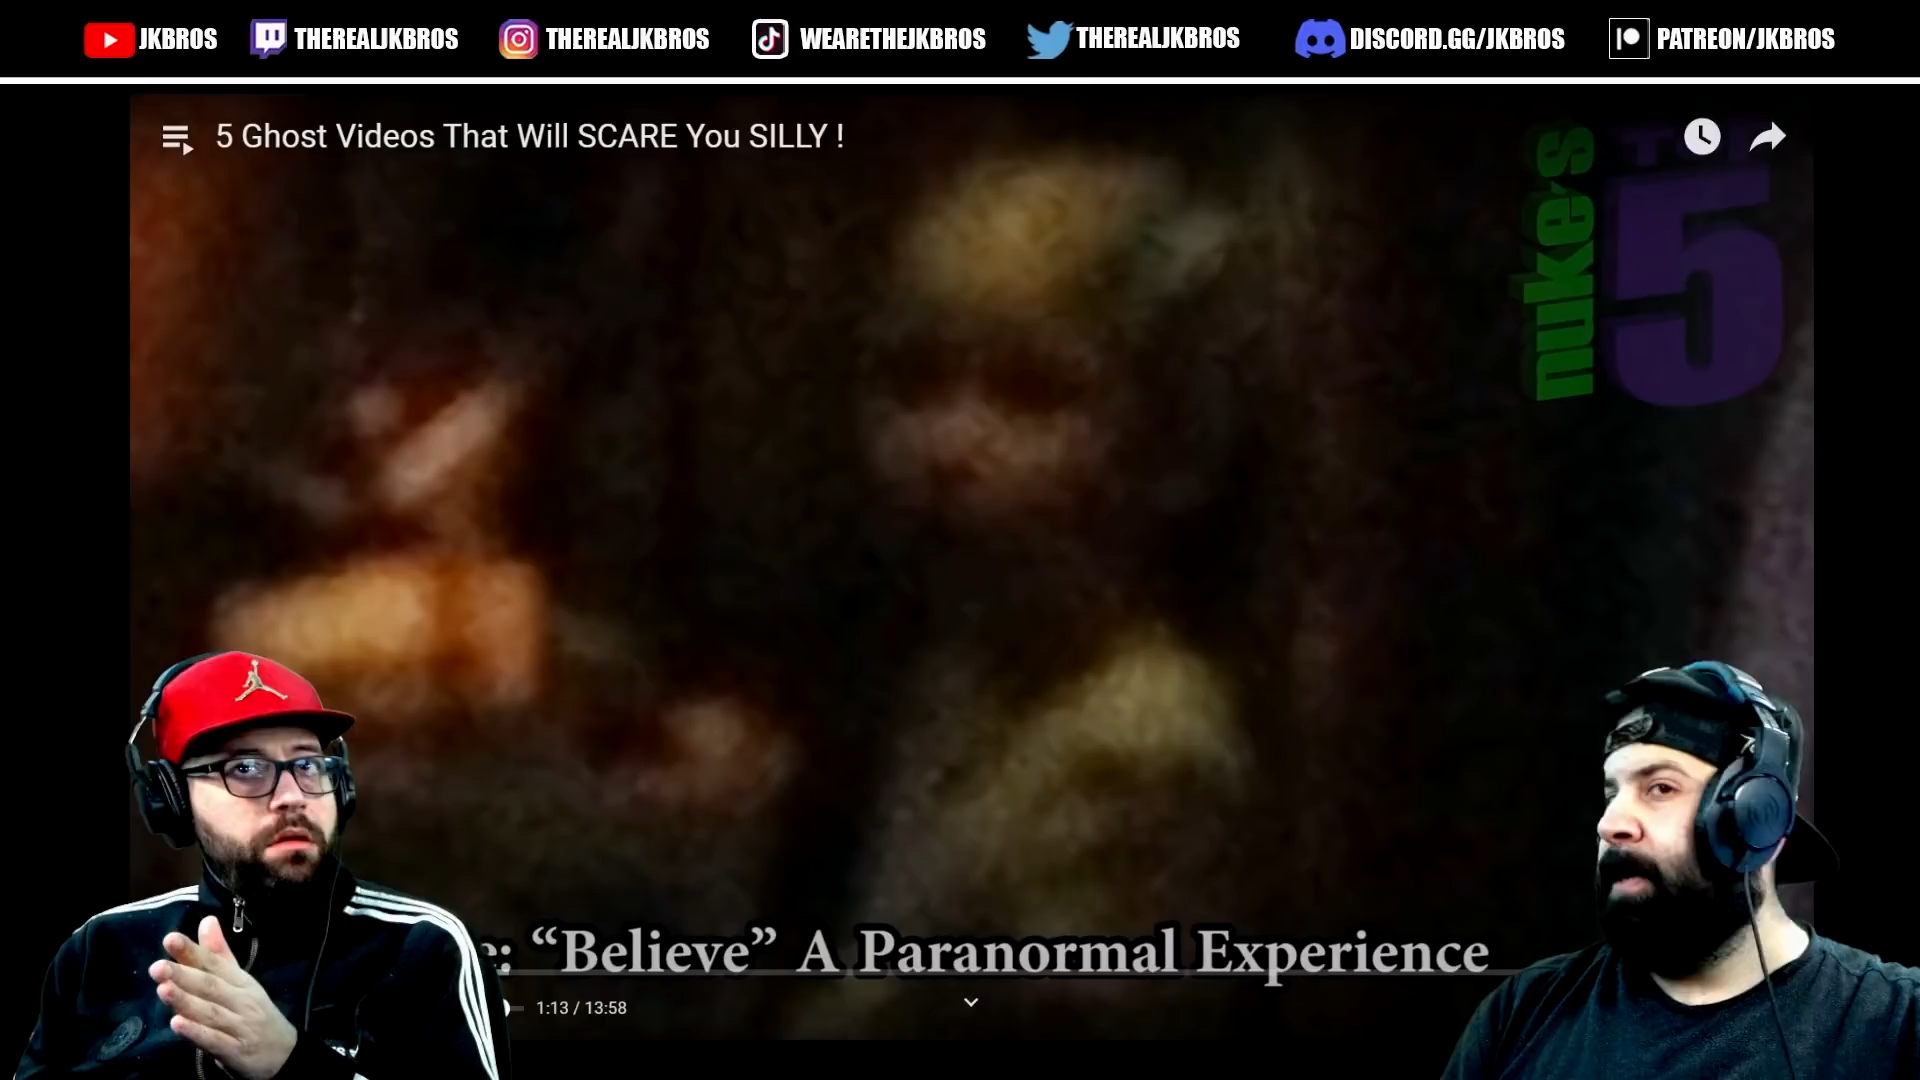 JKBROS
THEREALJKBROS
THEREALJKBROS
WEARETHEJKBROS
THEREALJKBROS
DISCORD.GG/JKBROS
PATREON/JKBROS
5 Ghost Videos That Will SCARE You SILLY !
nuke's
5
e: “Believe” A Paranormal Experience
1:13 / 13:58